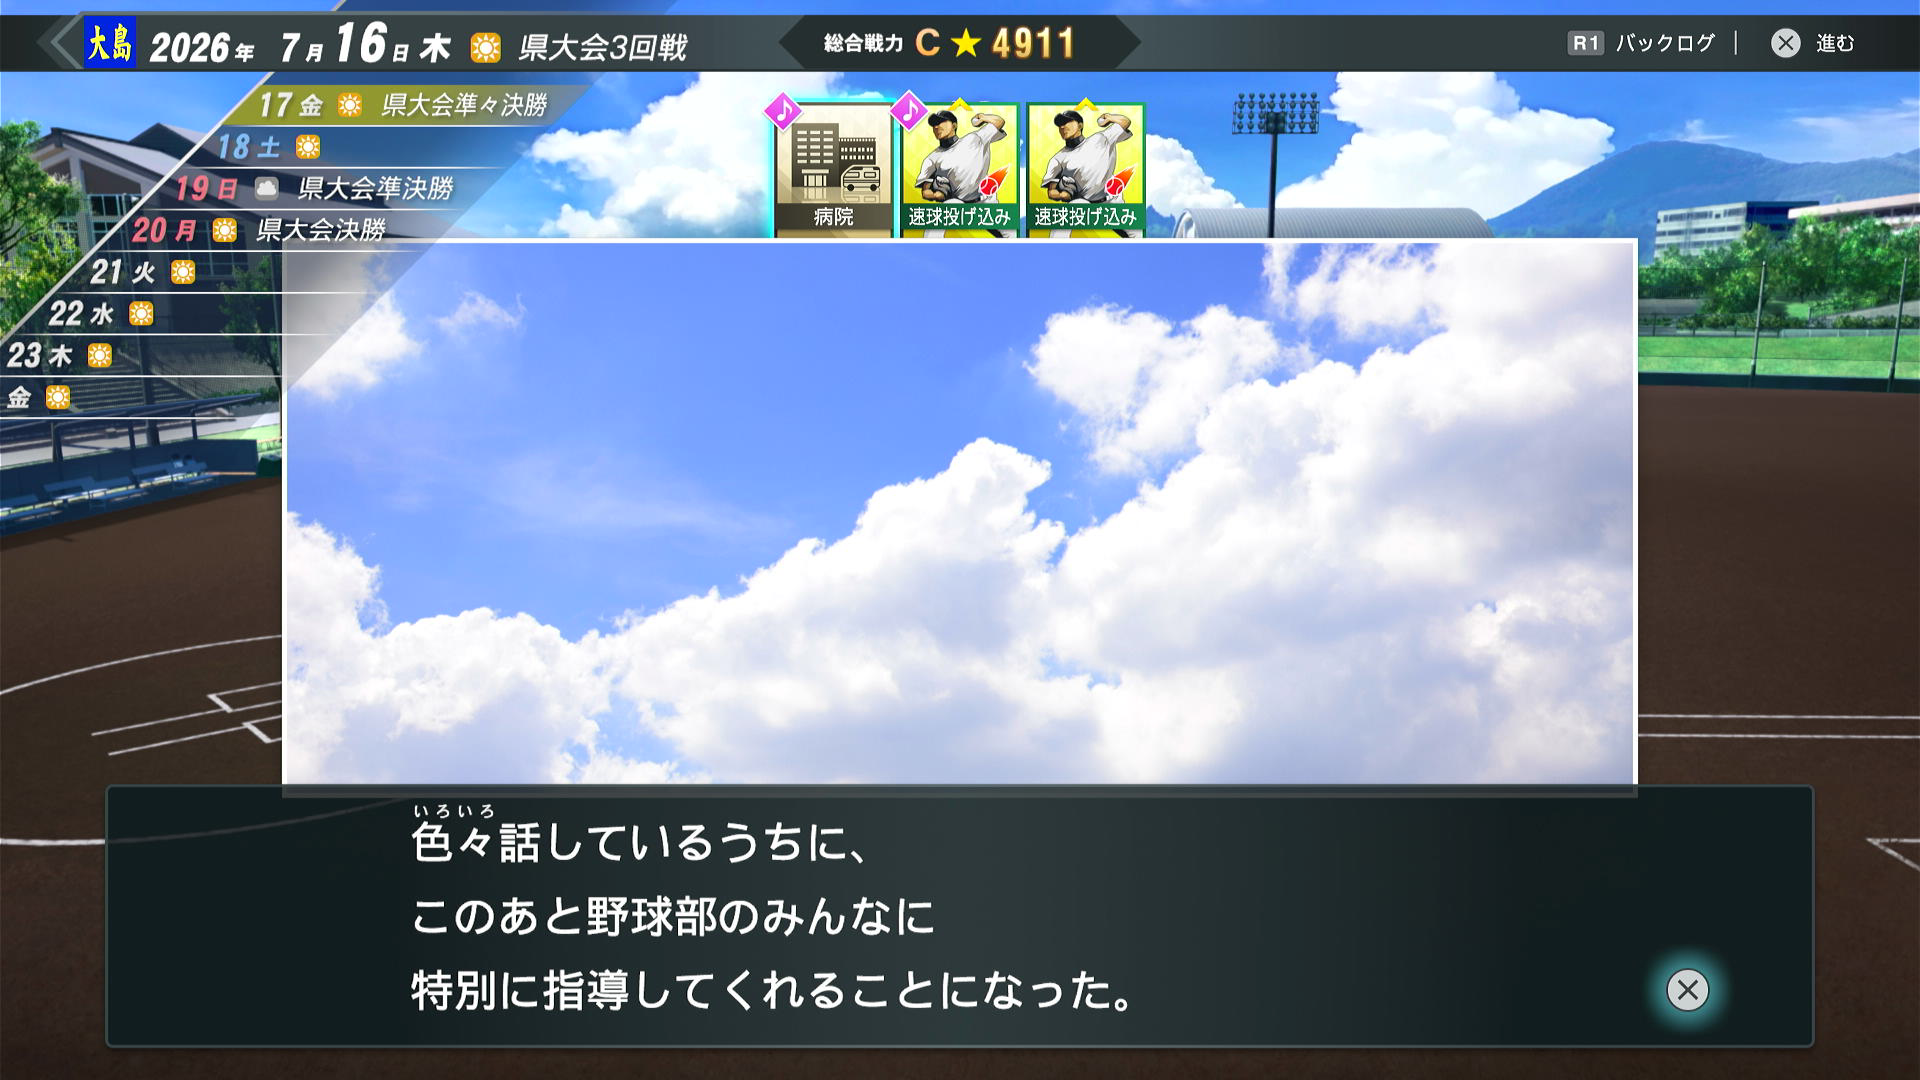 大島 2026年 7月16日 木 県大会3回戦
総合戦力 C ★ 4911
R1 バックログ | ⊗ 進む
17 金 県大会準々決勝
18 土
19 日 県大会準決勝
20 月 県大会決勝
21 火
22 水
23 木
金
病院
速球投げ込み
速球投げ込み
いろいろ
色々話しているうちに、
このあと野球部のみんなに
特別に指導してくれることになった。